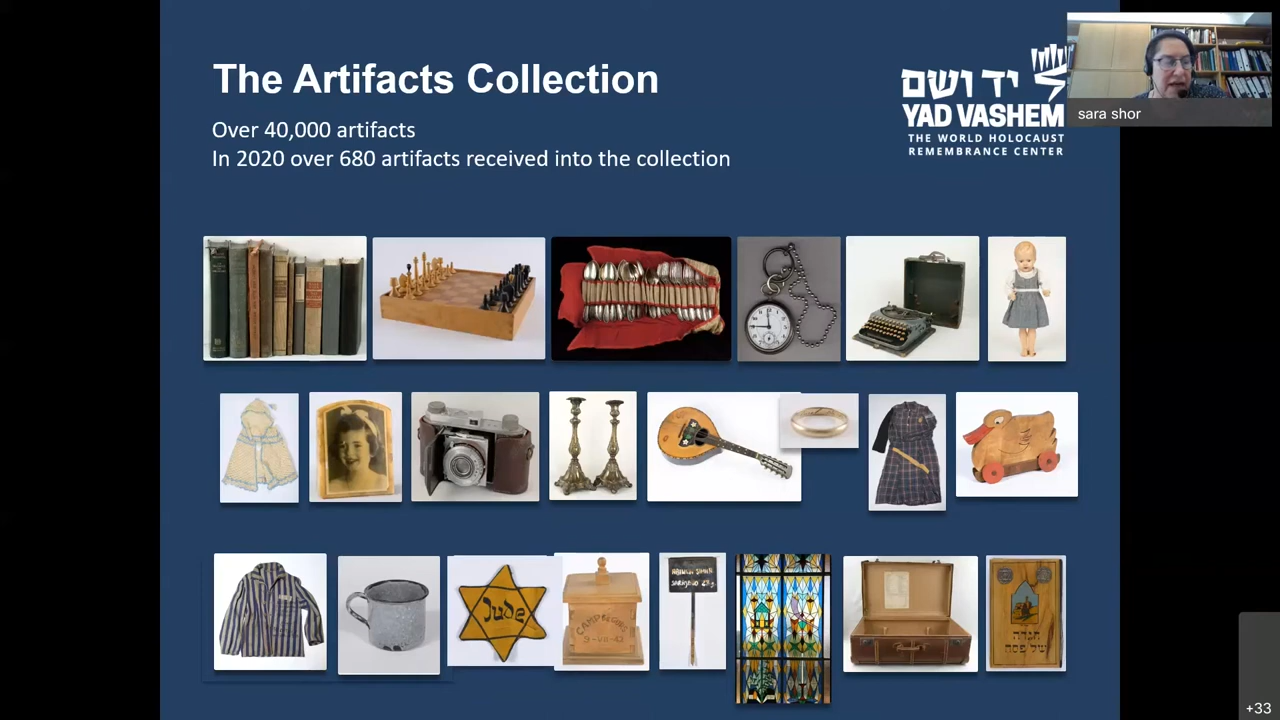 The Artifacts Collection
Over 40,000 artifacts
In 2020 over 680 artifacts received into the collection
יד ושם
YAD VASHEM
THE WORLD HOLOCAUST
REMEMBRANCE CENTER
sara shor
Jude
הגדה
של פסח
+33